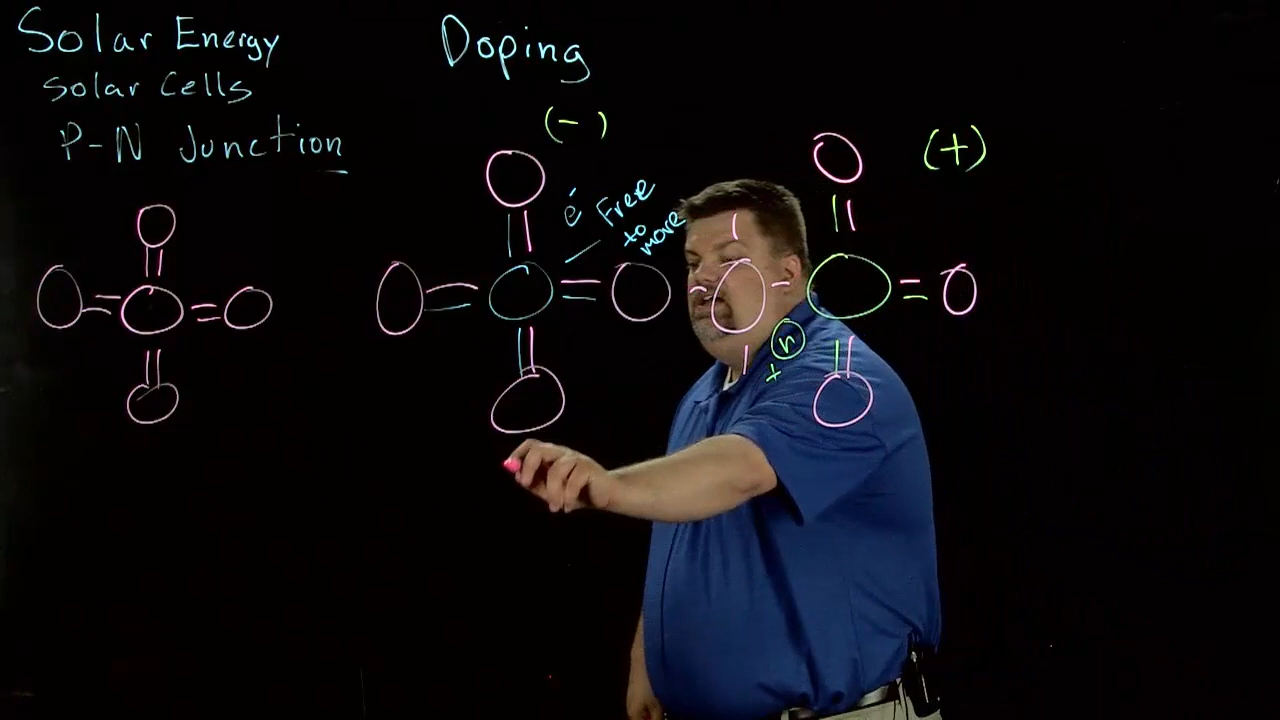 Solar Energy
Solar Cells
P-N Junction
Doping
(-)
é Free
to
move
(+)
h
+